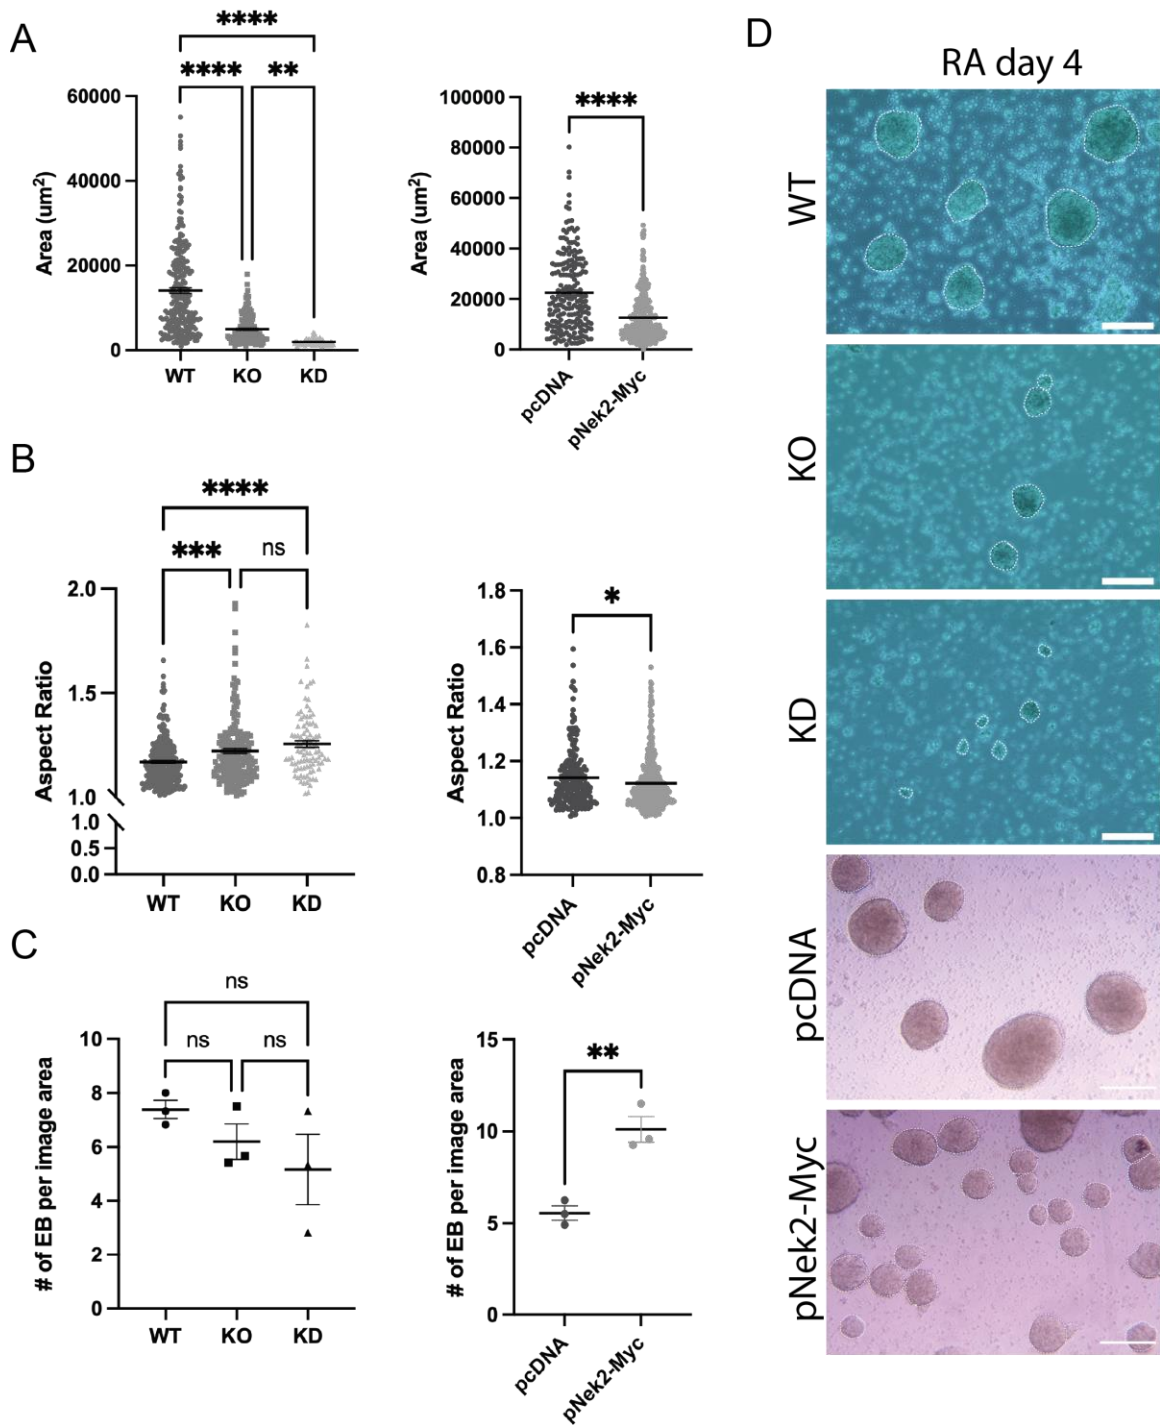 A
****
**** **
60000
40000
20000
0
Area (um²)
WT KO KD
****
100000
80000
60000
40000
20000
0
Area (um²)
pcDNA
pNek2-Myc
B
****
*** ns
2.0
1.5
1.0
1.0
0.5
0.0
Aspect Ratio
WT KO KD
*
1.8
1.6
1.4
1.2
1.0
0.8
Aspect Ratio
pcDNA
pNek2-Myc
C
ns
ns ns
10
8
6
4
2
0
# of EB per image area
WT KO KD
**
15
10
5
0
# of EB per image area
pcDNA
pNek2-Myc
D
RA day 4
WT
KO
KD
pcDNA
pNek2-Myc